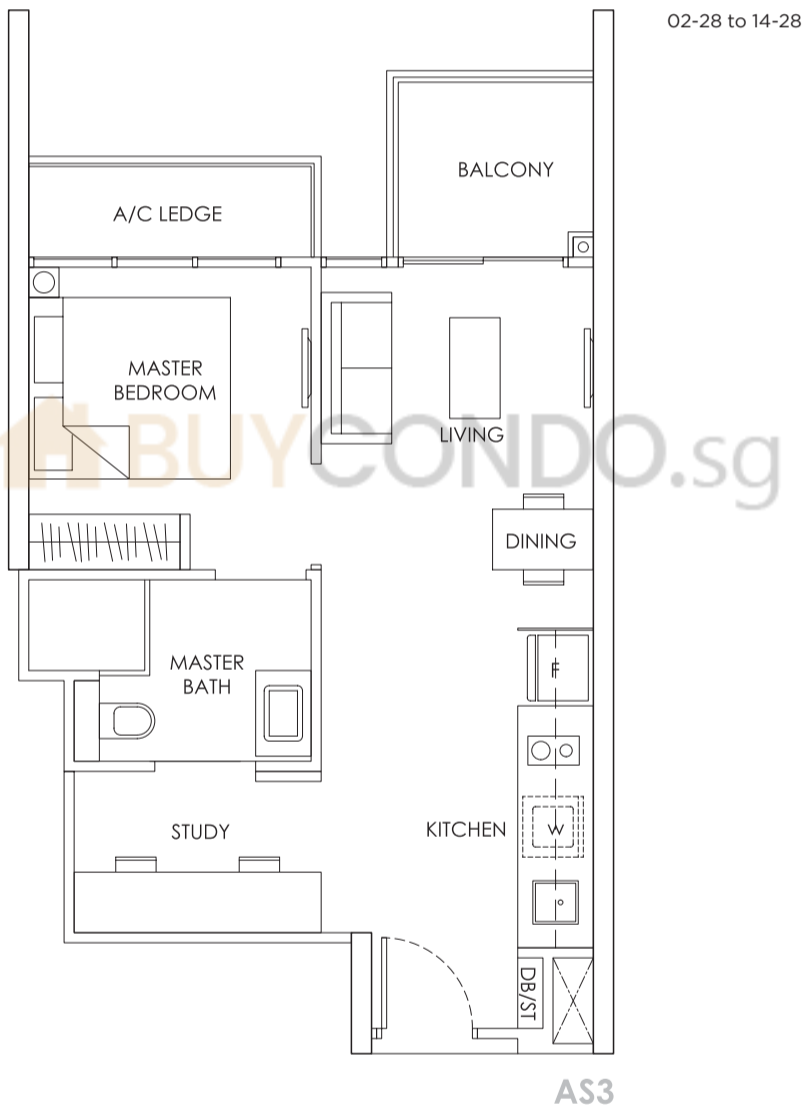 02-28 to 14-28
BALCONY
A/C LEDGE
MASTER
BEDROOM
LIVING
BUYCONDO.sg
DINING
MASTER
BATH
F
STUDY
KITCHEN
W
DB/ST
AS3